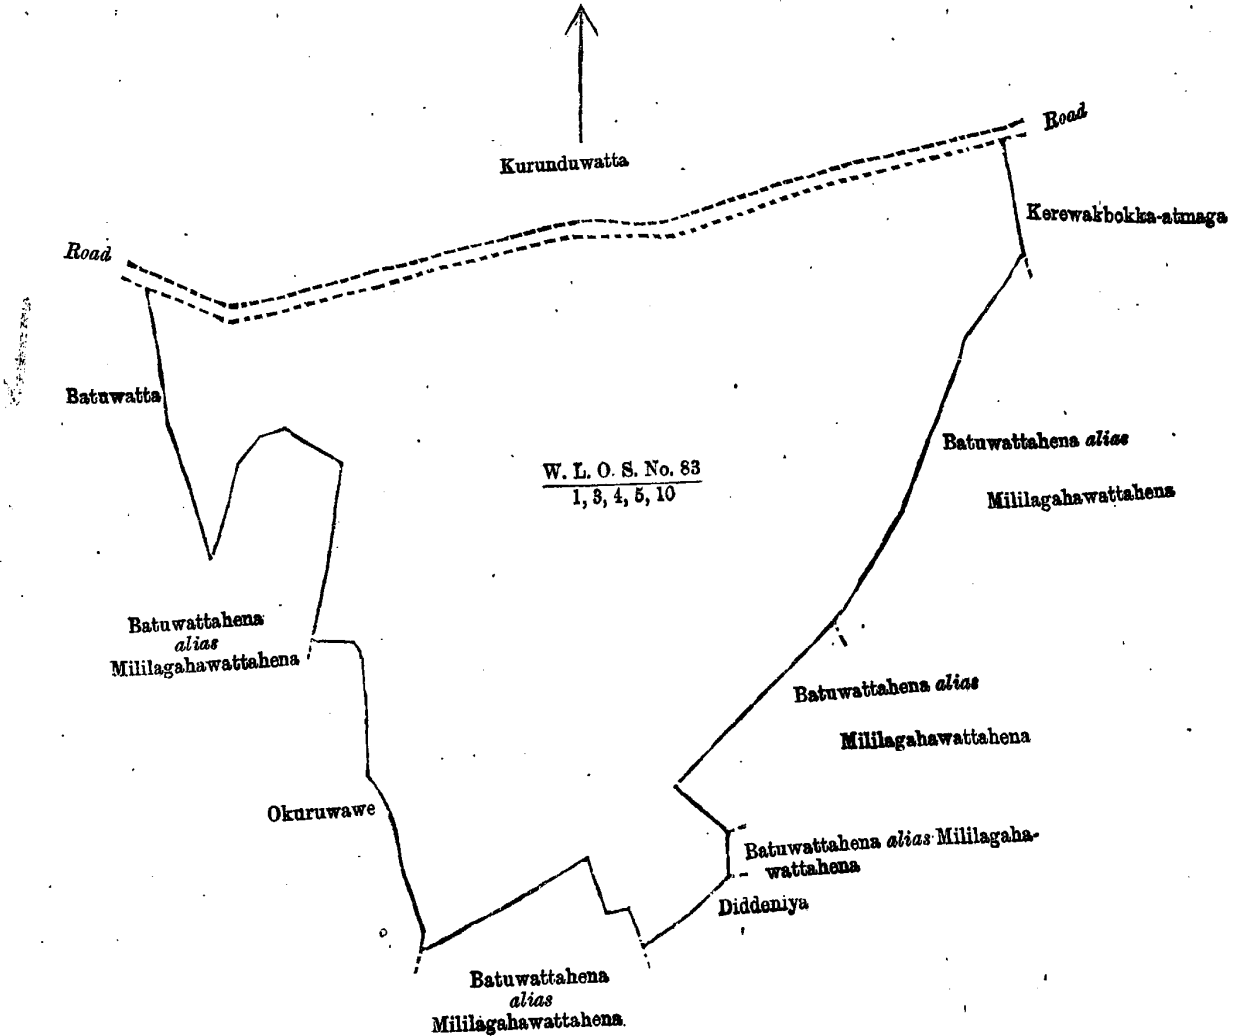 Road
Kurunduwatta
Kerewakbokka-atmaga
Road
Batuwatta
Batuwattahena alias
Mililagahawattahena
W. L. O. S. No. 83
1, 3, 4, 5, 10
Batuwattahena
alias
Mililagahawattahena
Batuwattahena alias
Mililagahawattahena
Okuruwawe
Batuwattahena alias Mililagaha-
wattahena
Diddeniya
Batuwattahena
alias
Mililagahawattahena.